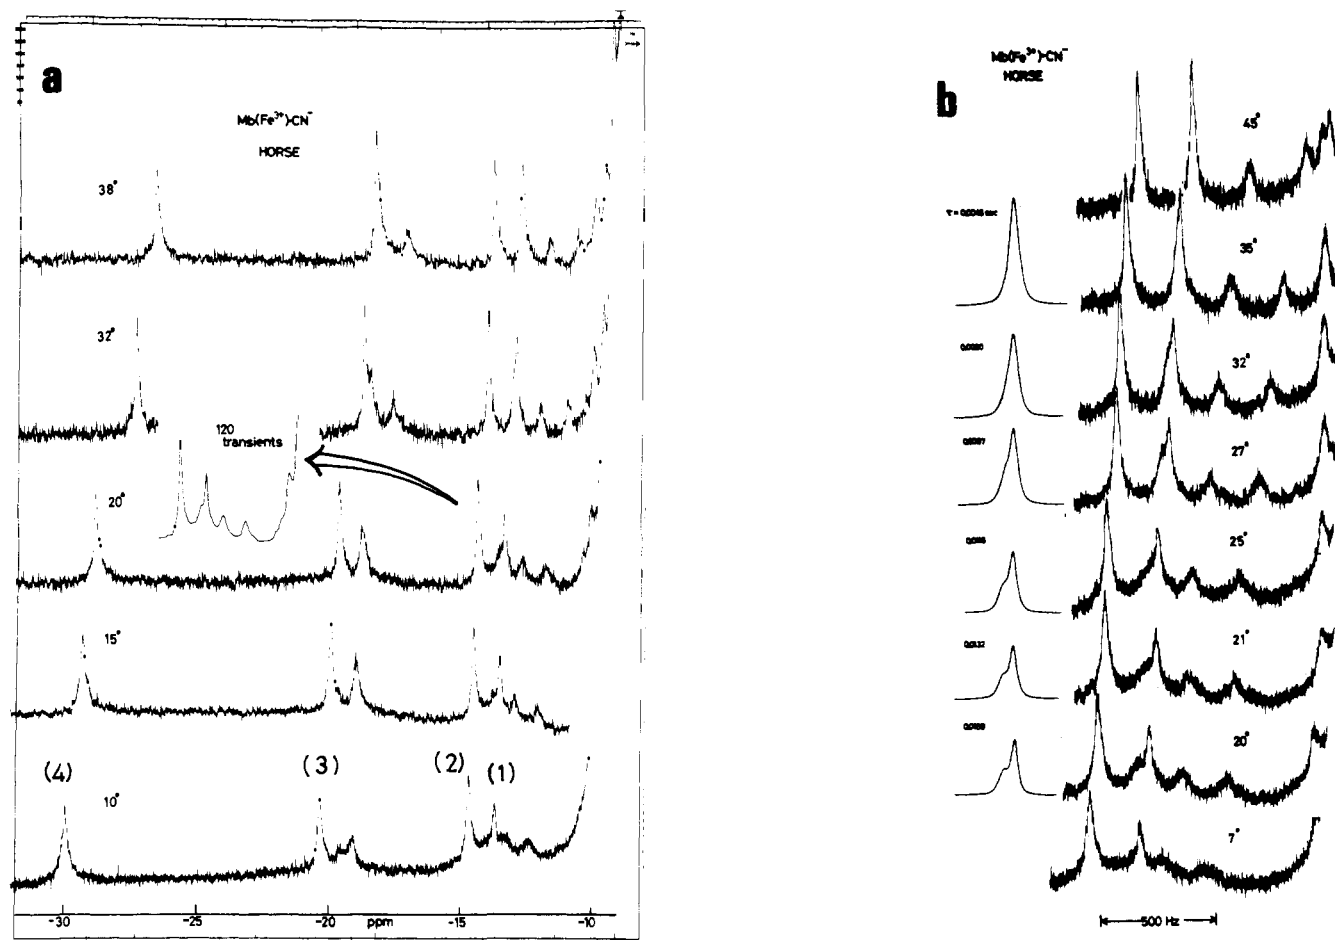 a
Mb(Fe³⁺)·CN⁻
HORSE
38°
32°
120
transients
20°
15°
(4)
(3)
(2)
(1)
10°
-30
-25
-20
ppm
-15
-10
b
Mb(Fe³⁺)·CN⁻
HORSE
45°
35°
32°
27°
25°
21°
20°
7°
500 Hz